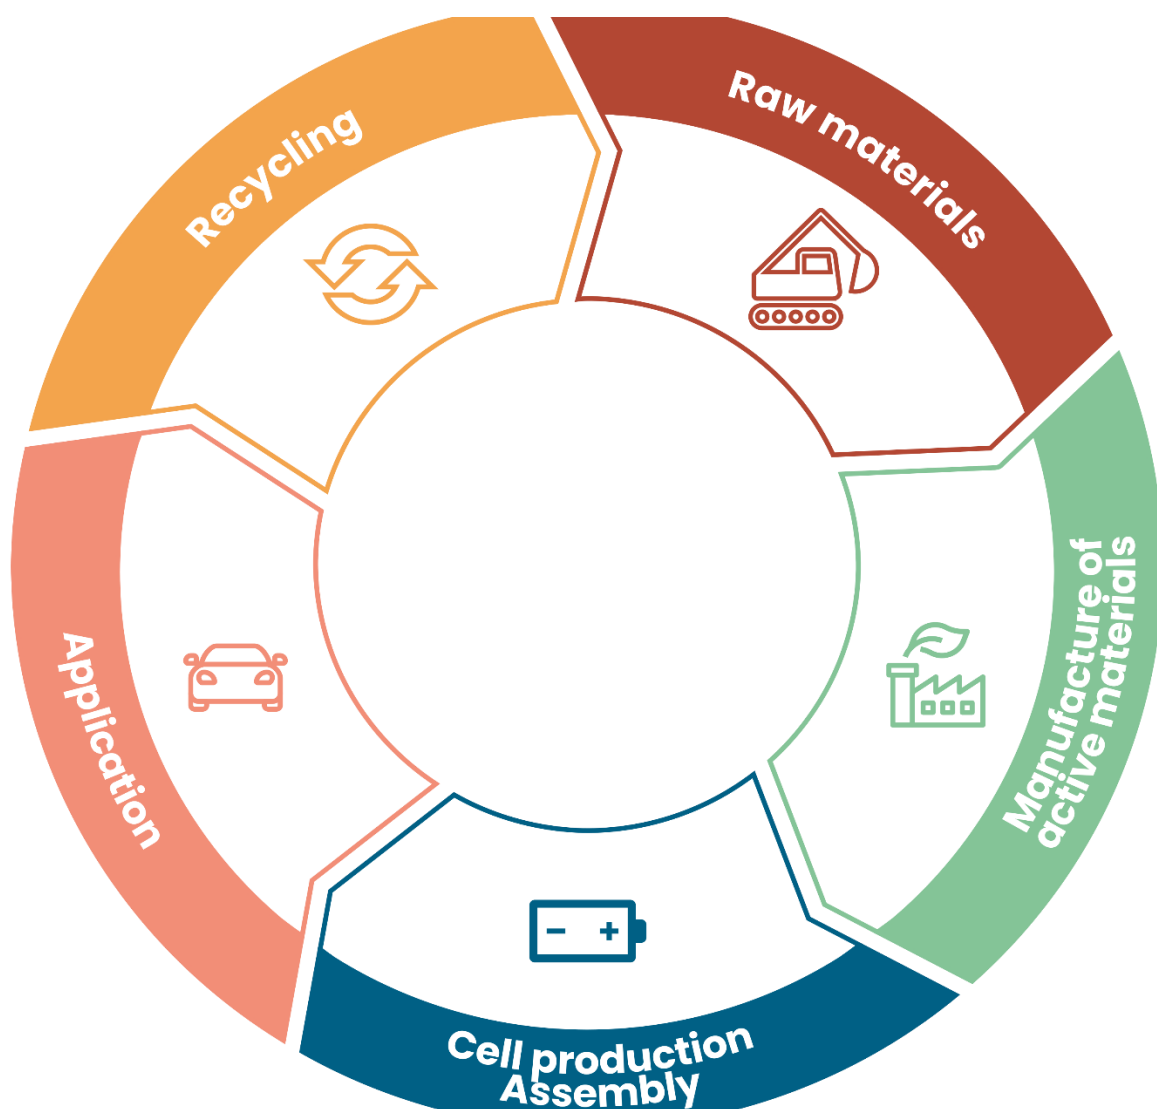 Raw materials
Manufacture of
active materials
Cell production
Assembly
Application
Recycling